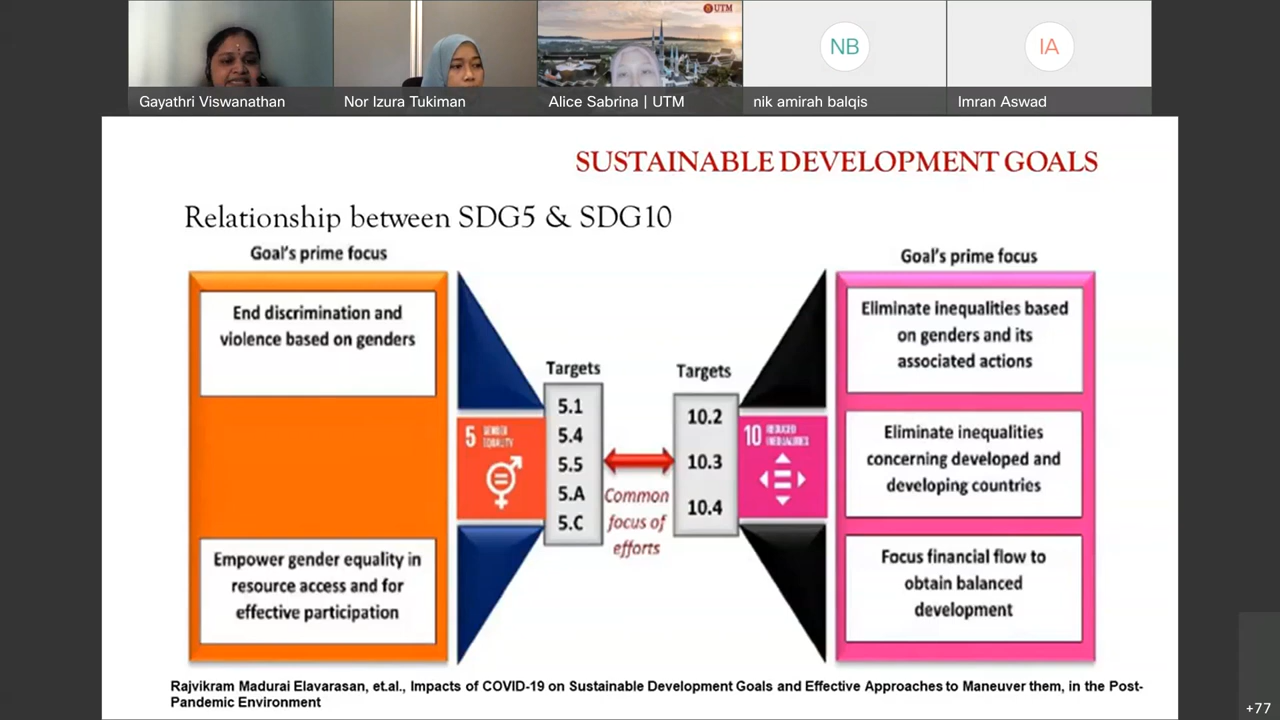 UTM
NB
IA
Gayathri Viswanathan
Nor Izura Tukiman
Alice Sabrina | UTM
nik amirah balqis
Imran Aswad
SUSTAINABLE DEVELOPMENT GOALS
Relationship between SDG5 & SDG10
Goal's prime focus
End discrimination and
violence based on genders
Empower gender equality in
resource access and for
effective participation
5 GENDER
EQUALITY
Targets
5.1
5.4
5.5
5.A
5.C
Common
focus of
efforts
Targets
10.2
10.3
10.4
10 REDUCED
INEQUALITIES
Goal's prime focus
Eliminate inequalities based
on genders and its
associated actions
Eliminate inequalities
concerning developed and
developing countries
Focus financial flow to
obtain balanced
development
Rajvikram Madurai Elavarasan, et.al., Impacts of COVID-19 on Sustainable Development Goals and Effective Approaches to Maneuver them, in the Post-
Pandemic Environment
+77